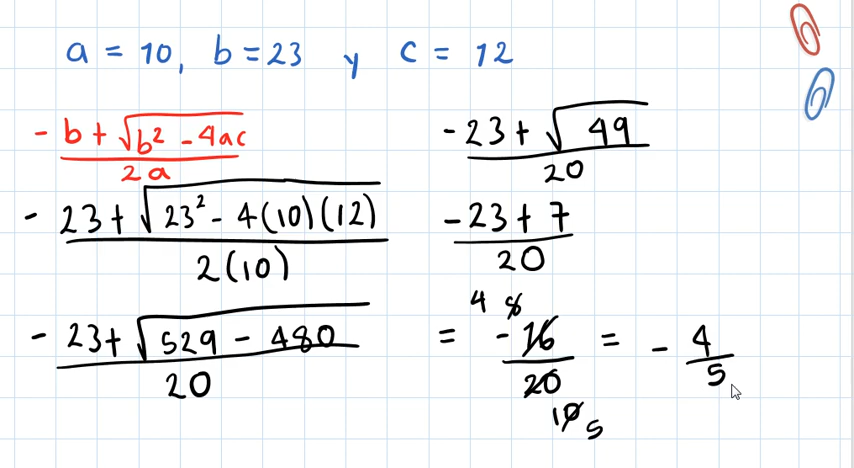 a = 10, b = 23 y c = 12
- b + √b² - 4ac
2a
- 23 + √23² - 4(10)(12)
2(10)
- 23 + √529 - 480
20
-23 + √49
20
-23 + 7
20
4 8
= -16 = - 4
20 5
10 5